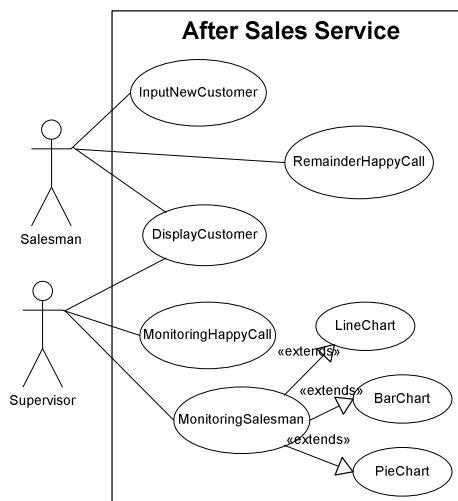 After Sales Service
InputNewCustomer
RemainderHappyCall
Salesman
DisplayCustomer
LineChart
MonitoringHappyCall
«extends»
Supervisor
MonitoringSalesman
«extends»
BarChart
«extends»
PieChart